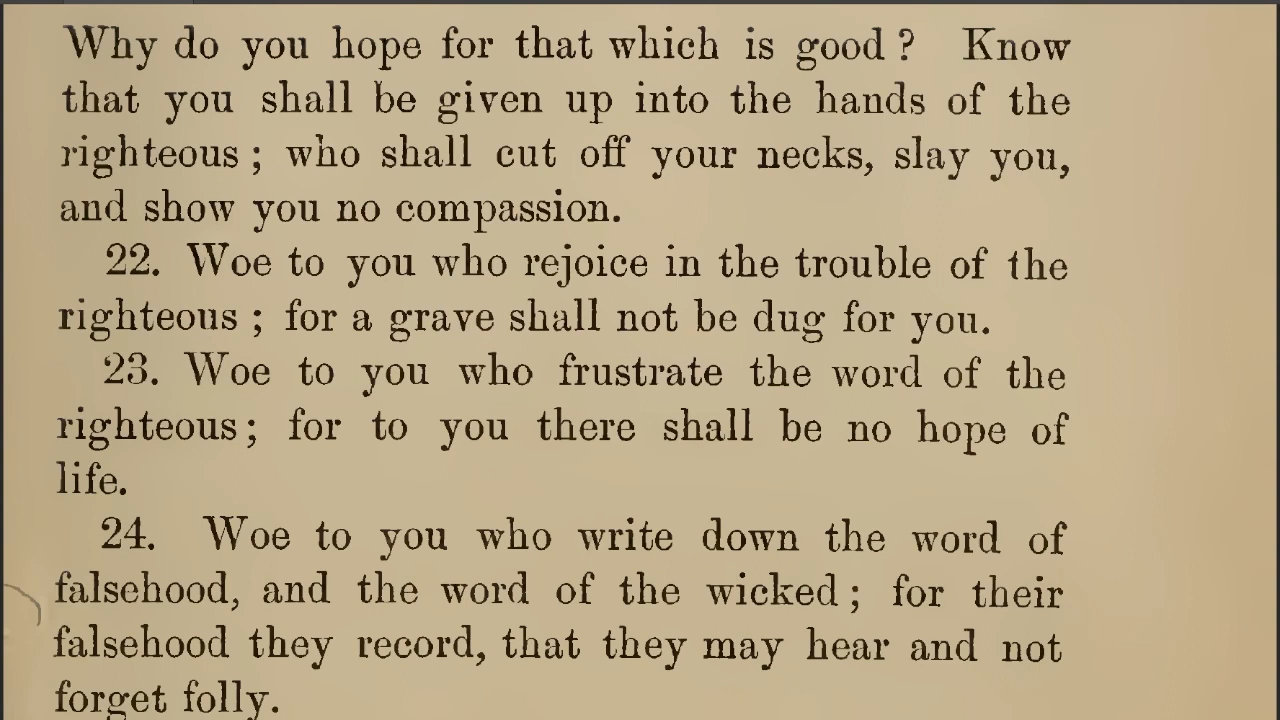 Why do you hope for that which is good? Know
that you shall be given up into the hands of the
righteous; who shall cut off your necks, slay you,
and show you no compassion.
22. Woe to you who rejoice in the trouble of the
righteous; for a grave shall not be dug for you.
23. Woe to you who frustrate the word of the
righteous; for to you there shall be no hope of
life.
24. Woe to you who write down the word of
falsehood, and the word of the wicked; for their
falsehood they record, that they may hear and not
forget folly.